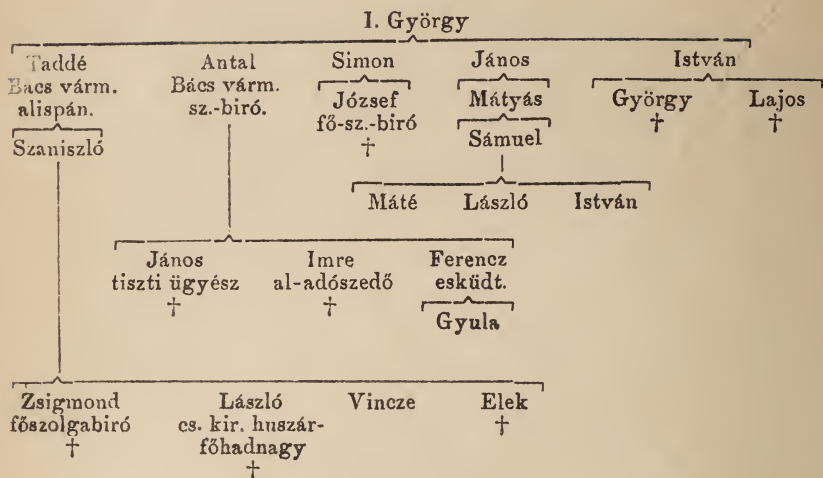 I. György
Taddé Antal Simon János István
Bács várm. Bács várm. József Mátyás György Lajos
alispán. sz.-biró. fő-sz.-biró † †
Szaniszló † Sámuel
Máté László István
János Imre Ferencz
tiszti ügyész al-adószedő esküdt.
† † Gyula
Zsigmond László Vincze Elek
főszolgabiró cs. kir. huszár- †
† főhadnagy
†